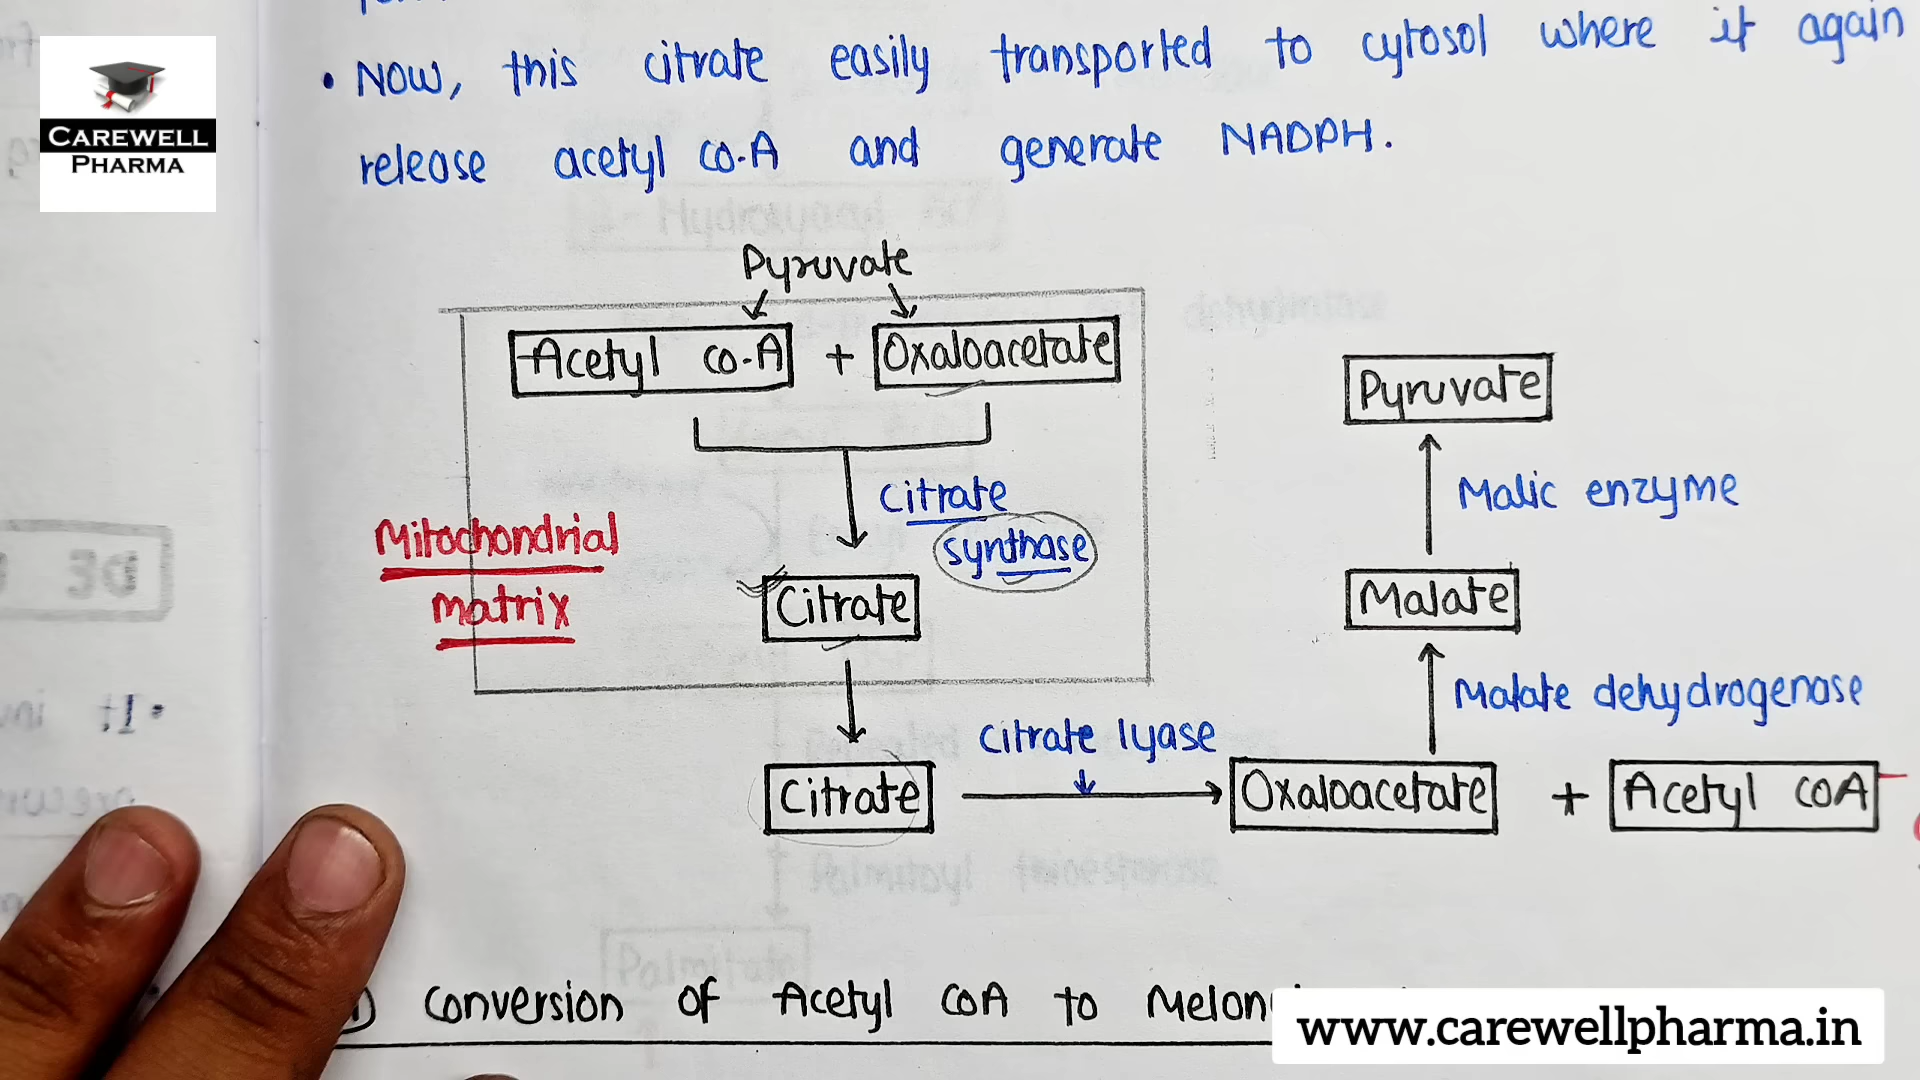 CAREWELL
PHARMA
• Now, this citrate easily transported to cytosol where it again
release acetyl co-A and generate NADPH.
Pyruvate
Acetyl co-A + Oxaloacetate
Citrate
synthase
Mitochondrial
matrix
Citrate
Pyruvate
Malic enzyme
Malate
Malate dehydrogenase
Citrate lyase
Citrate
Oxaloacetate + Acetyl COA
Conversion of Acetyl COA to
www.carewellpharma.in